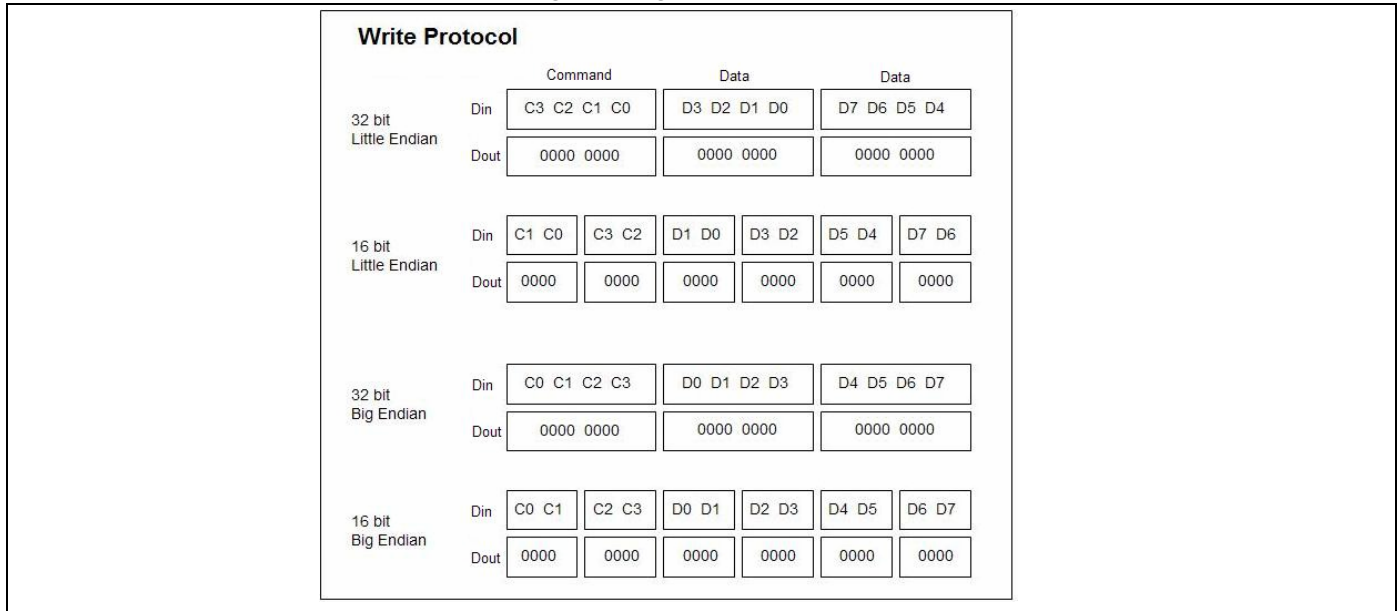 Write Protocol
Command Data Data
32 bit
Little Endian
Din C3 C2 C1 C0 D3 D2 D1 D0 D7 D6 D5 D4
Dout 0000 0000 0000 0000 0000 0000
16 bit
Little Endian
Din C1 C0 C3 C2 D1 D0 D3 D2 D5 D4 D7 D6
Dout 0000 0000 0000 0000 0000 0000
32 bit
Big Endian
Din C0 C1 C2 C3 D0 D1 D2 D3 D4 D5 D6 D7
Dout 0000 0000 0000 0000 0000 0000
16 bit
Big Endian
Din C0 C1 C2 C3 D0 D1 D2 D3 D4 D5 D6 D7
Dout 0000 0000 0000 0000 0000 0000